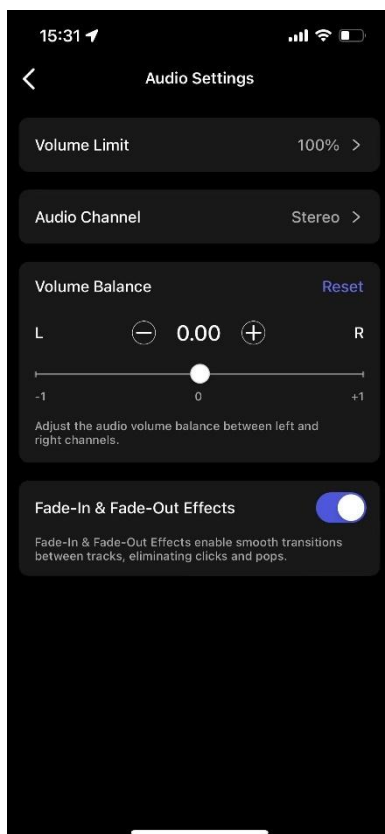 15:31
Audio Settings
Volume Limit 100% >
Audio Channel Stereo >
Volume Balance Reset
L 0.00 R
-1 0 +1
Adjust the audio volume balance between left and
right channels.
Fade-In & Fade-Out Effects
Fade-In & Fade-Out Effects enable smooth transitions
between tracks, eliminating clicks and pops.